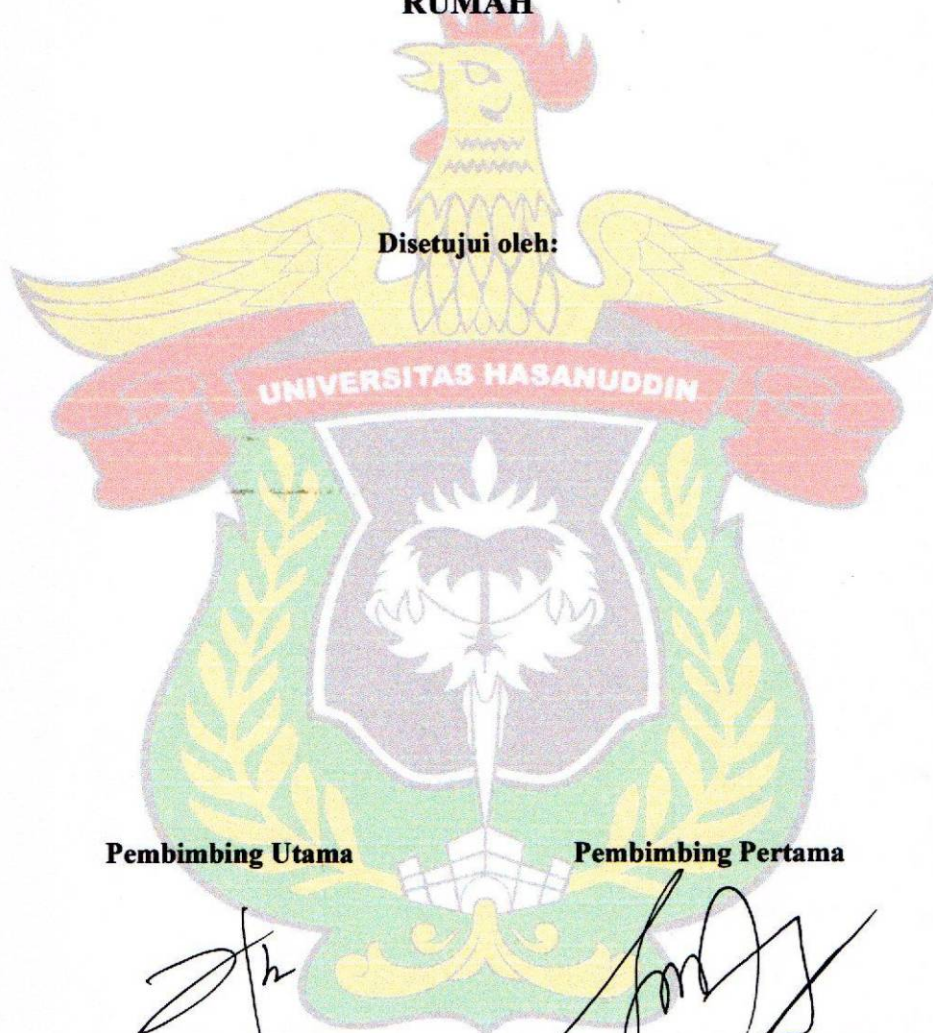 RUMAH
Disetujui oleh:
UNIVERSITAS HASANUDDIN
Pembimbing Utama
Pembimbing Pertama